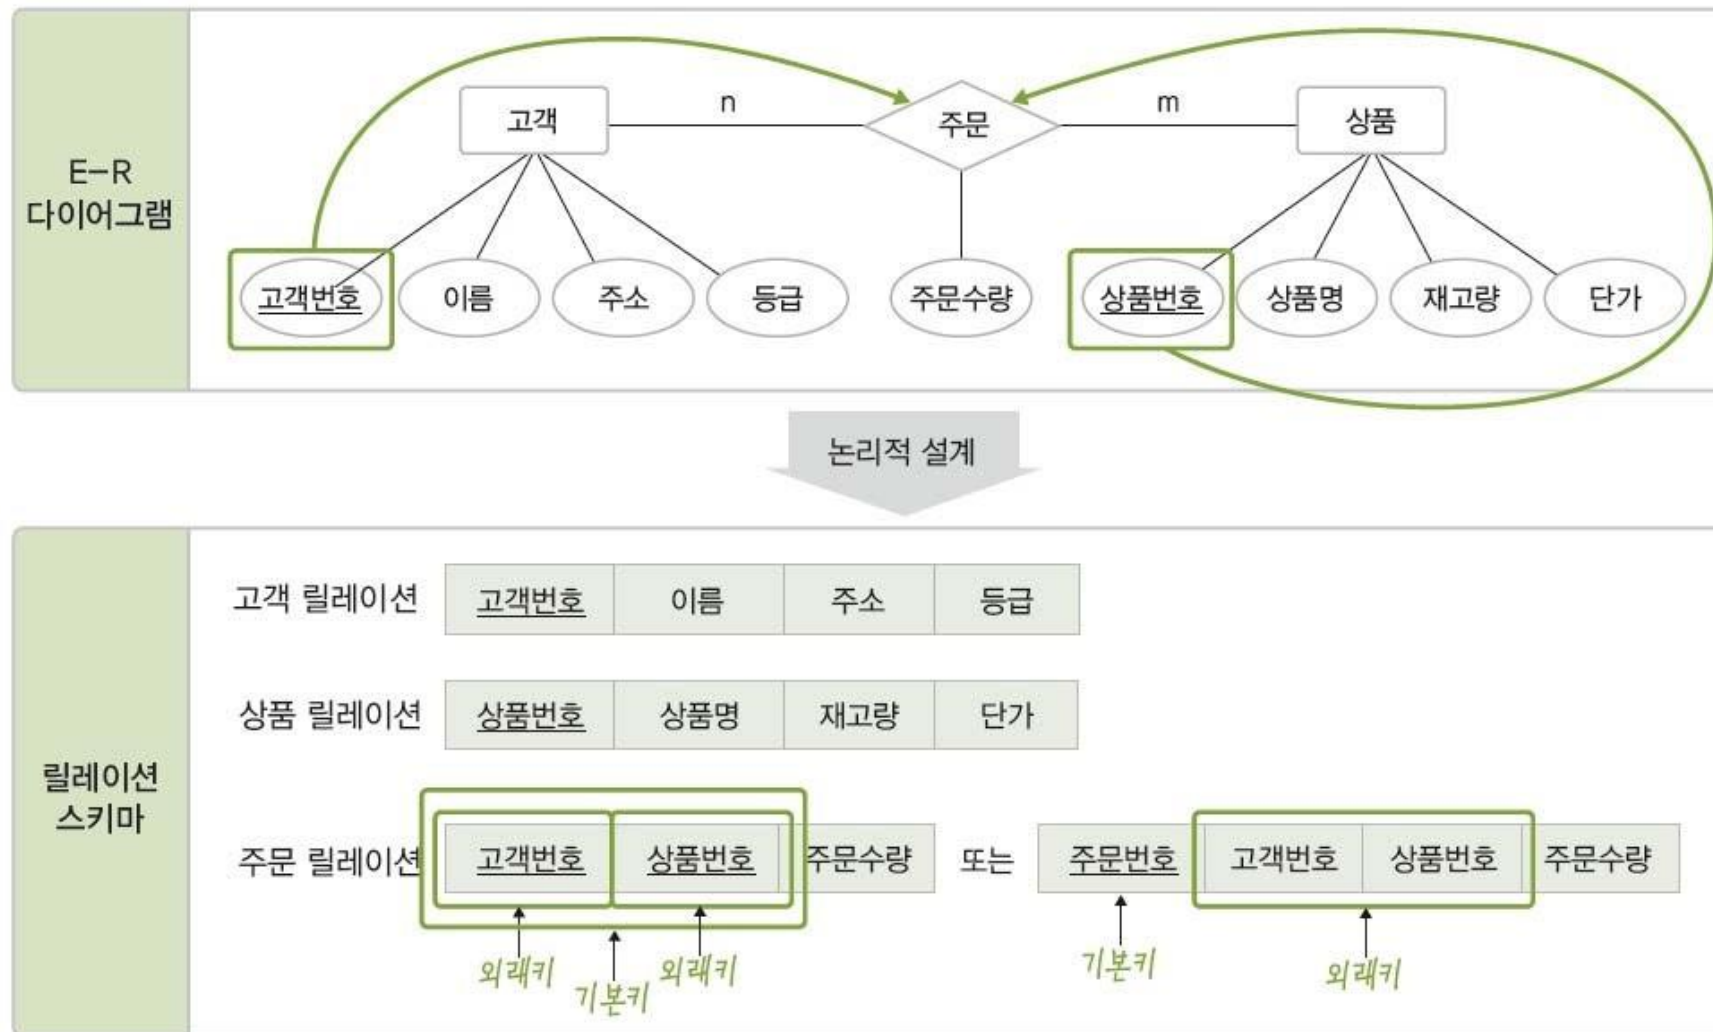 E-R
다이어그램
고객
n
주문
m
상품
고객번호
이름
주소
등급
주문수량
상품번호
상품명
재고량
단가
논리적 설계
릴레이션
스키마
고객 릴레이션
고객번호
이름
주소
등급
상품 릴레이션
상품번호
상품명
재고량
단가
주문 릴레이션
고객번호
상품번호
주문수량
또는
주문번호
고객번호
상품번호
주문수량
외래키
기본키
외래키
기본키
외래키